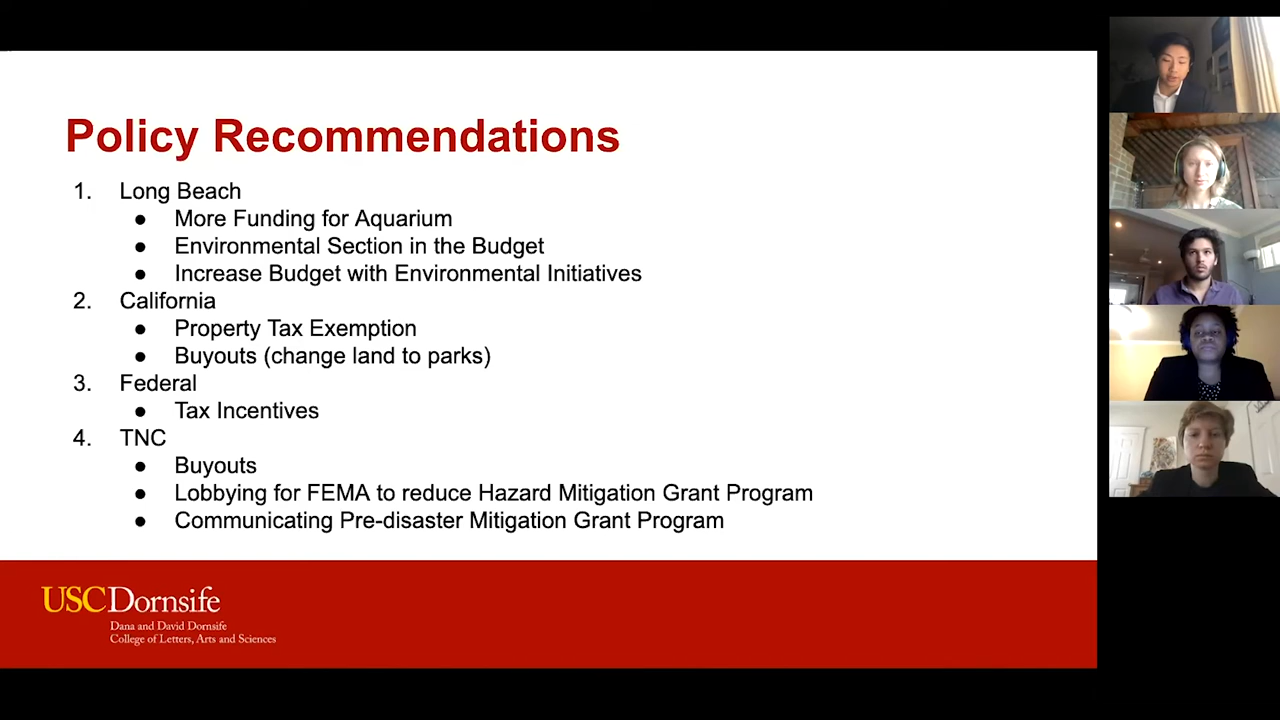 Policy Recommendations
1. Long Beach
● More Funding for Aquarium
● Environmental Section in the Budget
● Increase Budget with Environmental Initiatives
2. California
● Property Tax Exemption
● Buyouts (change land to parks)
3. Federal
● Tax Incentives
4. TNC
● Buyouts
● Lobbying for FEMA to reduce Hazard Mitigation Grant Program
● Communicating Pre-disaster Mitigation Grant Program
USCDornsife
Dana and David Dornsife
College of Letters, Arts and Sciences